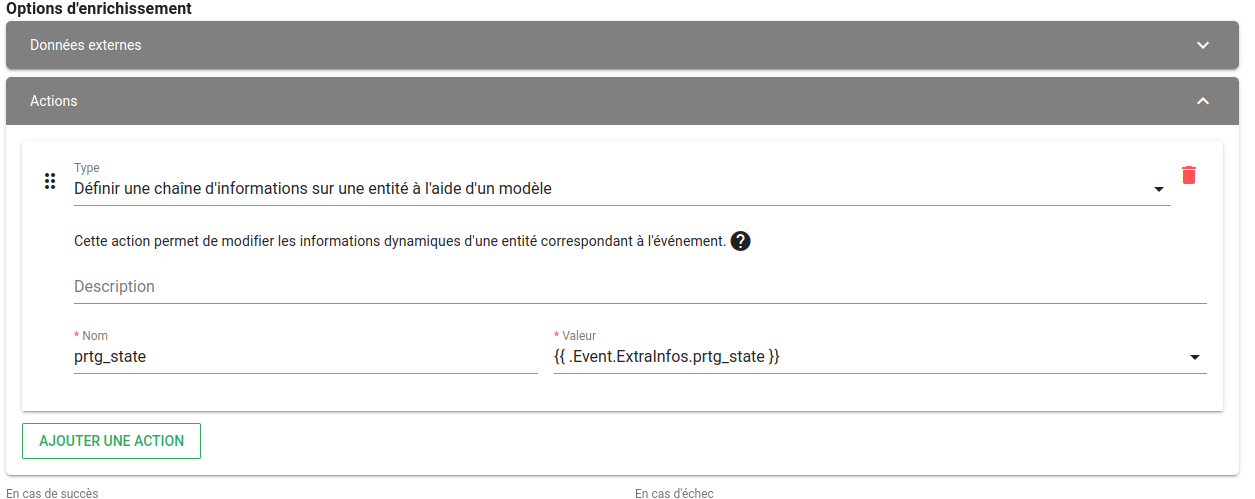 Options d'enrichissement
Données externes
Actions
Type
Définir une chaîne d'informations sur une entité à l'aide d'un modèle
Cette action permet de modifier les informations dynamiques d'une entité correspondant à l'événement. ?
Description
* Nom
prtg_state
* Valeur
{{ .Event.ExtraInfos.prtg_state }}
AJOUTER UNE ACTION
En cas de succès
En cas d'échec